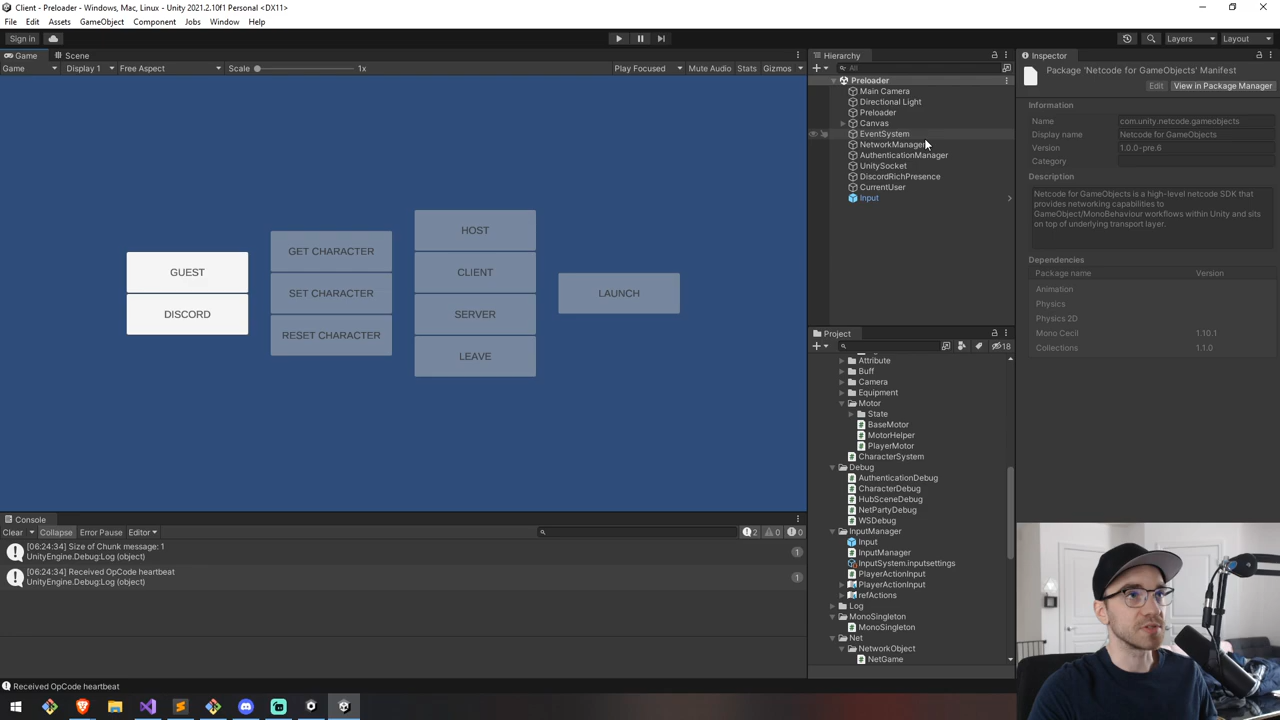 Client - Preloader - Windows, Mac, Linux - Unity 2021.2.10f1 Personal <DX11>
File Edit Assets GameObject Component Jobs Window Help
Sign in
Layers
Layout
Game Scene
Game Display 1 Free Aspect Scale 1x Play Focused Mute Audio Stats Gizmos
GUEST
DISCORD
GET CHARACTER
SET CHARACTER
RESET CHARACTER
HOST
CLIENT
SERVER
LEAVE
LAUNCH
Console
Clear Collapse Error Pause Editor
2 0 0
[06:24:34] Size of Chunk message: 1
UnityEngine.Debug:Log (object)
1
[06:24:34] Received OpCode heartbeat
UnityEngine.Debug:Log (object)
1
Received OpCode heartbeat
Hierarchy
All
Preloader
Main Camera
Directional Light
Preloader
Canvas
EventSystem
NetworkManager
AuthenticationManager
UnitySocket
DiscordRichPresence
CurrentUser
Input
Project
18
Attribute
Buff
Camera
Equipment
Motor
State
BaseMotor
MotorHelper
PlayerMotor
CharacterSystem
Debug
AuthenticationDebug
CharacterDebug
HubSceneDebug
NetPartyDebug
WSDebug
InputManager
Input
InputManager
InputSystem.inputsettings
PlayerActionInput
PlayerActionInput
refActions
Log
MonoSingleton
MonoSingleton
Net
NetworkObject
NetGame
Inspector
Package 'Netcode for GameObjects' Manifest
Edit View in Package Manager
Information
Name com.unity.netcode.gameobjects
Display name Netcode for GameObjects
Version 1.0.0-pre.6
Category
Description
Netcode for GameObjects is a high-level netcode SDK that
provides networking capabilities to
GameObject/MonoBehaviour workflows within Unity and sits
on top of underlying transport layer.
Dependencies
Package name Version
Animation
Physics
Physics 2D
Mono Cecil 1.10.1
Collections 1.1.0